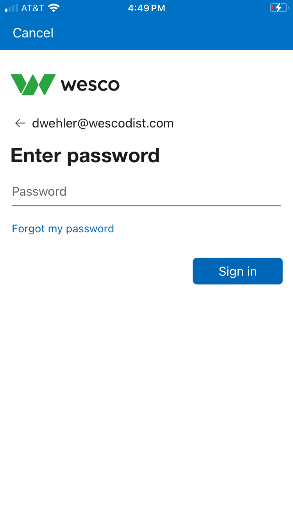 AT&T 4:49 PM
Cancel
wesco
dwehler@wescodist.com
Enter password
Password
Forgot my password
Sign in